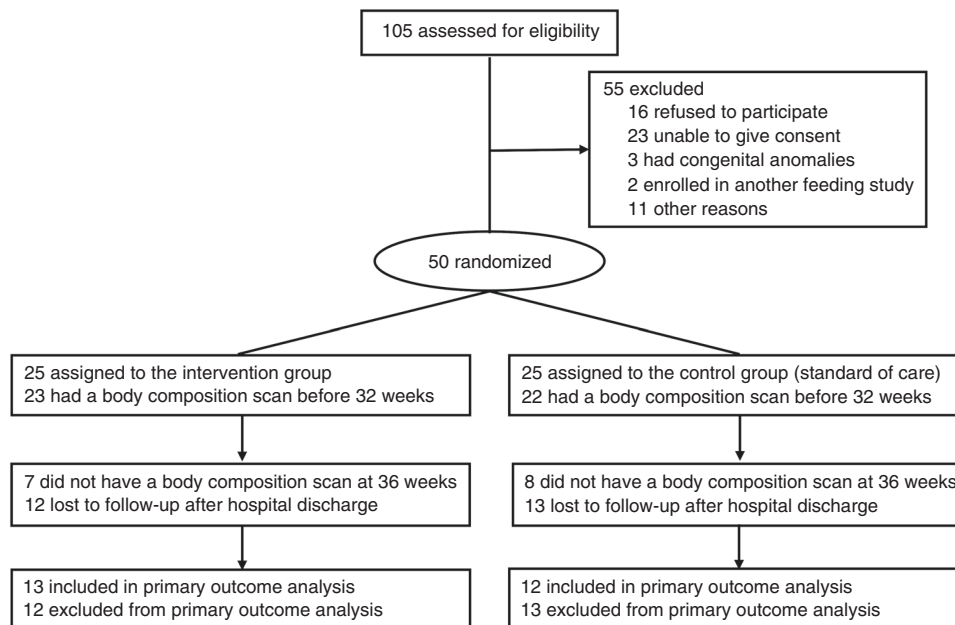 105 assessed for eligibility
55 excluded
16 refused to participate
23 unable to give consent
3 had congenital anomalies
2 enrolled in another feeding study
11 other reasons
50 randomized
25 assigned to the intervention group
23 had a body composition scan before 32 weeks
25 assigned to the control group (standard of care)
22 had a body composition scan before 32 weeks
7 did not have a body composition scan at 36 weeks
12 lost to follow-up after hospital discharge
8 did not have a body composition scan at 36 weeks
13 lost to follow-up after hospital discharge
13 included in primary outcome analysis
12 excluded from primary outcome analysis
12 included in primary outcome analysis
13 excluded from primary outcome analysis